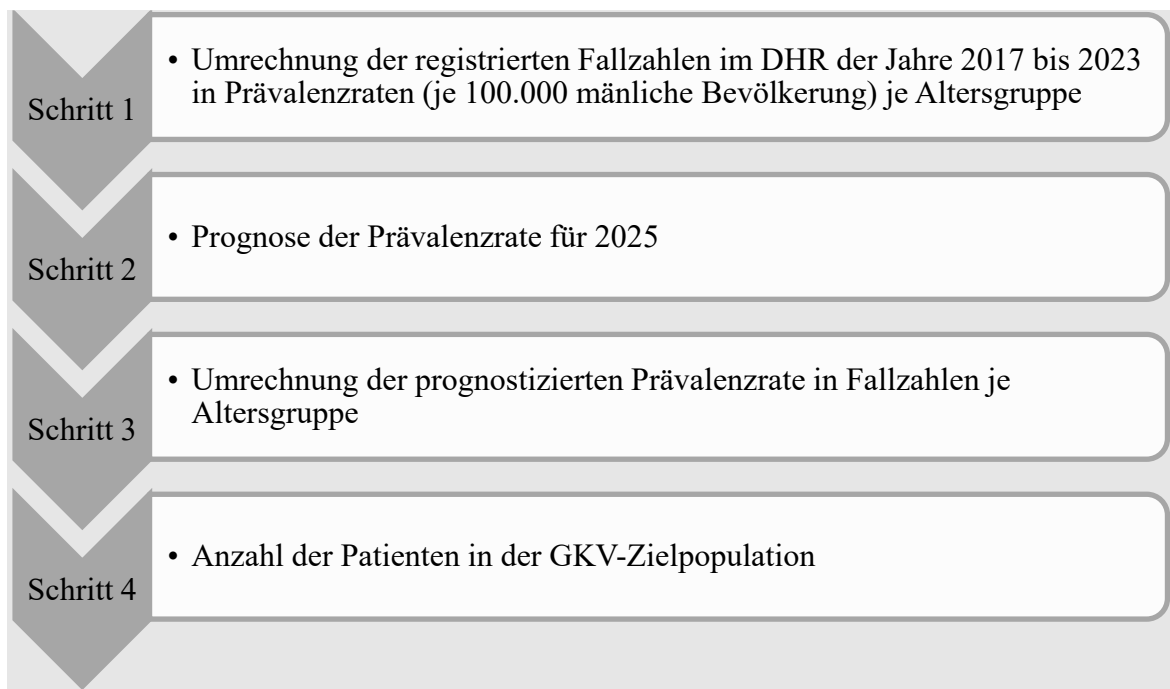 Schritt 1
• Umrechnung der registrierten Fallzahlen im DHR der Jahre 2017 bis 2023
in Prävalenzraten (je 100.000 mänliche Bevölkerung) je Altersgruppe
Schritt 2
• Prognose der Prävalenzrate für 2025
Schritt 3
• Umrechnung der prognostizierten Prävalenzrate in Fallzahlen je
Altersgruppe
Schritt 4
• Anzahl der Patienten in der GKV-Zielpopulation